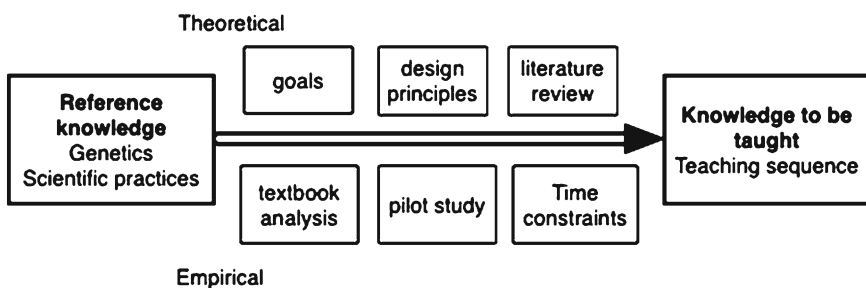 Theoretical
goals
design
principles
literature
review
Reference
knowledge
Genetics
Scientific practices
Knowledge to be
taught
Teaching sequence
textbook
analysis
pilot study
Time
constraints
Empirical